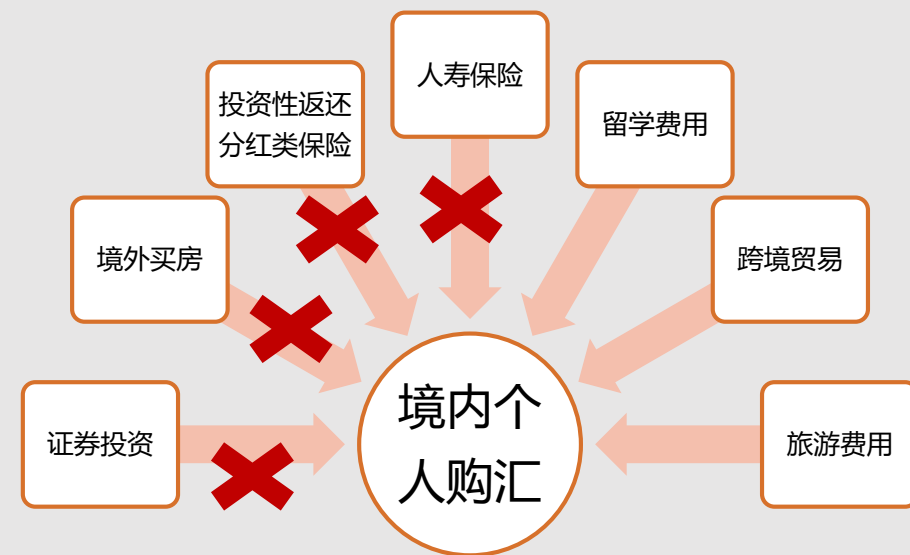 人寿保险
投资性返还
分红类保险
留学费用
境外买房
跨境贸易
证券投资
境内个
人购汇
旅游费用